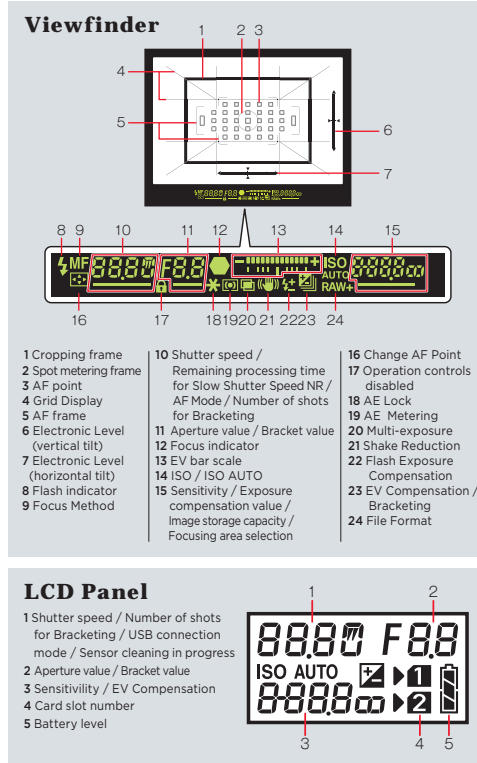 Viewfinder
1 2 3
4
5
6
7
8 9 10 11 12 13 14 15
MF 88.80 F8.8 ISO AUTO RAW+
16 17 18 19 20 21 22 23 24
1 Cropping frame
2 Spot metering frame
3 AF point
4 Grid Display
5 AF frame
6 Electronic Level
(vertical tilt)
7 Electronic Level
(horizontal tilt)
8 Flash indicator
9 Focus Method
10 Shutter speed /
Remaining processing time
for Slow Shutter Speed NR /
AF Mode / Number of shots
for Bracketing
11 Aperture value / Bracket value
12 Focus indicator
13 EV bar scale
14 ISO / ISO AUTO
15 Sensitivity / Exposure
compensation value /
Image storage capacity /
Focusing area selection
16 Change AF Point
17 Operation controls
disabled
18 AE Lock
19 AE Metering
20 Multi-exposure
21 Shake Reduction
22 Flash Exposure
Compensation
23 EV Compensation /
Bracketing
24 File Format
LCD Panel
1 Shutter speed / Number of shots
for Bracketing / USB connection
mode / Sensor cleaning in progress
2 Aperture value / Bracket value
3 Sensitivility / EV Compensation
4 Card slot number
5 Battery level
1 2
88.80 F8.8
ISO AUTO 1
2
3 4 5